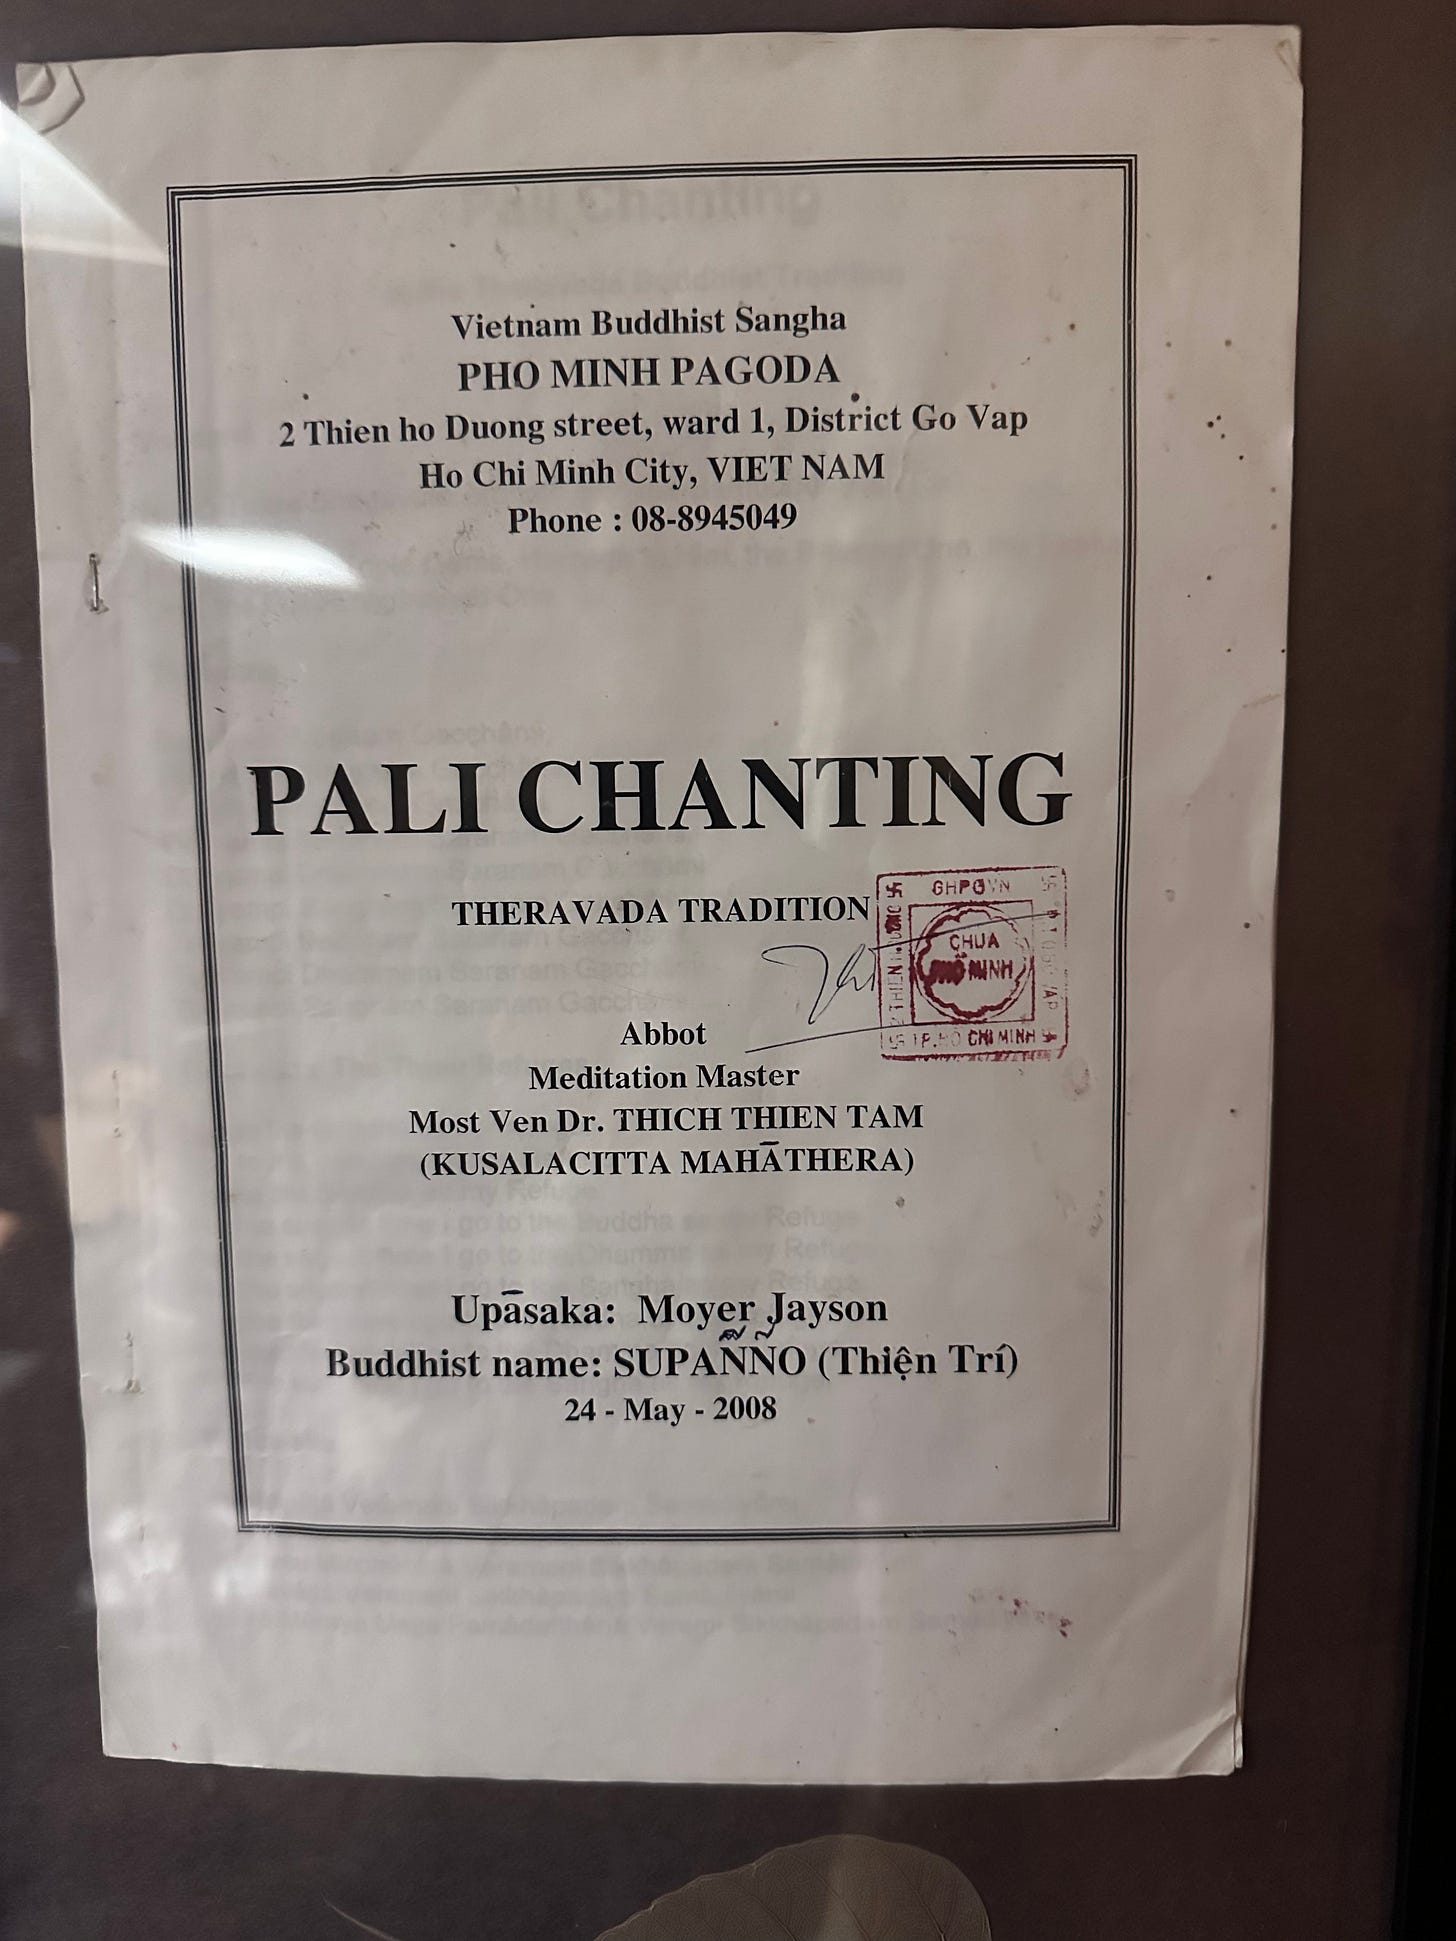 Vietnam Buddhist Sangha
PHO MINH PAGODA
2 Thien ho Duong street, ward 1, District Go Vap
Ho Chi Minh City, VIET NAM
Phone : 08-8945049
PALI CHANTING
THERAVADA TRADITION
GHPGVN
CHUA
PHỔ MINH
TP.HỒ CHÍ MINH
Abbot
Meditation Master
Most Ven Dr. THICH THIEN TAM
(KUSALACITTA MAHĀTHERA)
Upāsaka: Moyer Jayson
Buddhist name: SUPAÑÑO (Thiện Trí)
24 - May - 2008